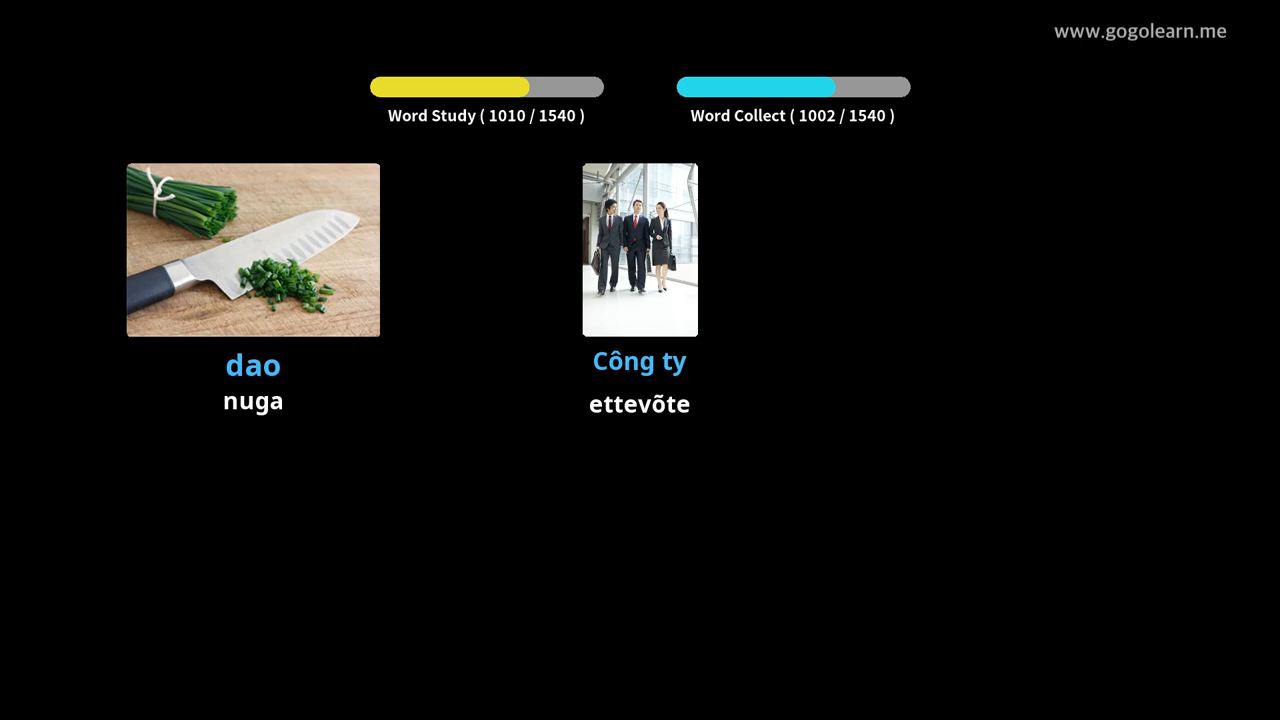 www.gogolearn.me
Word Study ( 1010 / 1540 )
Word Collect ( 1002 / 1540 )
dao
nuga
Công ty
ettevõte